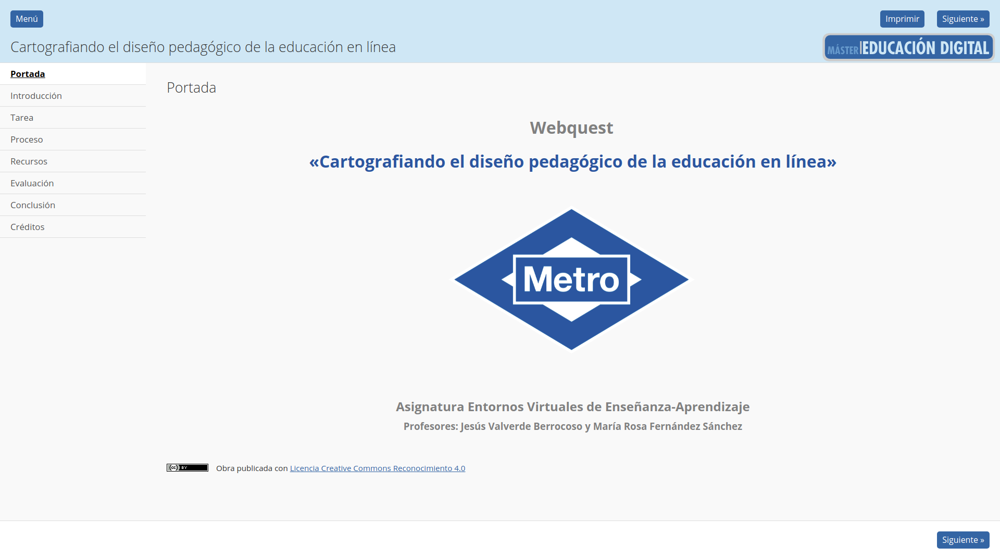 Menú
Imprimir
Siguiente »
Cartografiando el diseño pedagógico de la educación en línea
MÁSTER EDUCACIÓN DIGITAL
Portada
Introducción
Tarea
Proceso
Recursos
Evaluación
Conclusión
Créditos
Portada
Webquest
«Cartografiando el diseño pedagógico de la educación en línea»
Metro
Asignatura Entornos Virtuales de Enseñanza-Aprendizaje
Profesores: Jesús Valverde Berrocoso y María Rosa Fernández Sánchez
cc BY
Obra publicada con Licencia Creative Commons Reconocimiento 4.0
Siguiente »